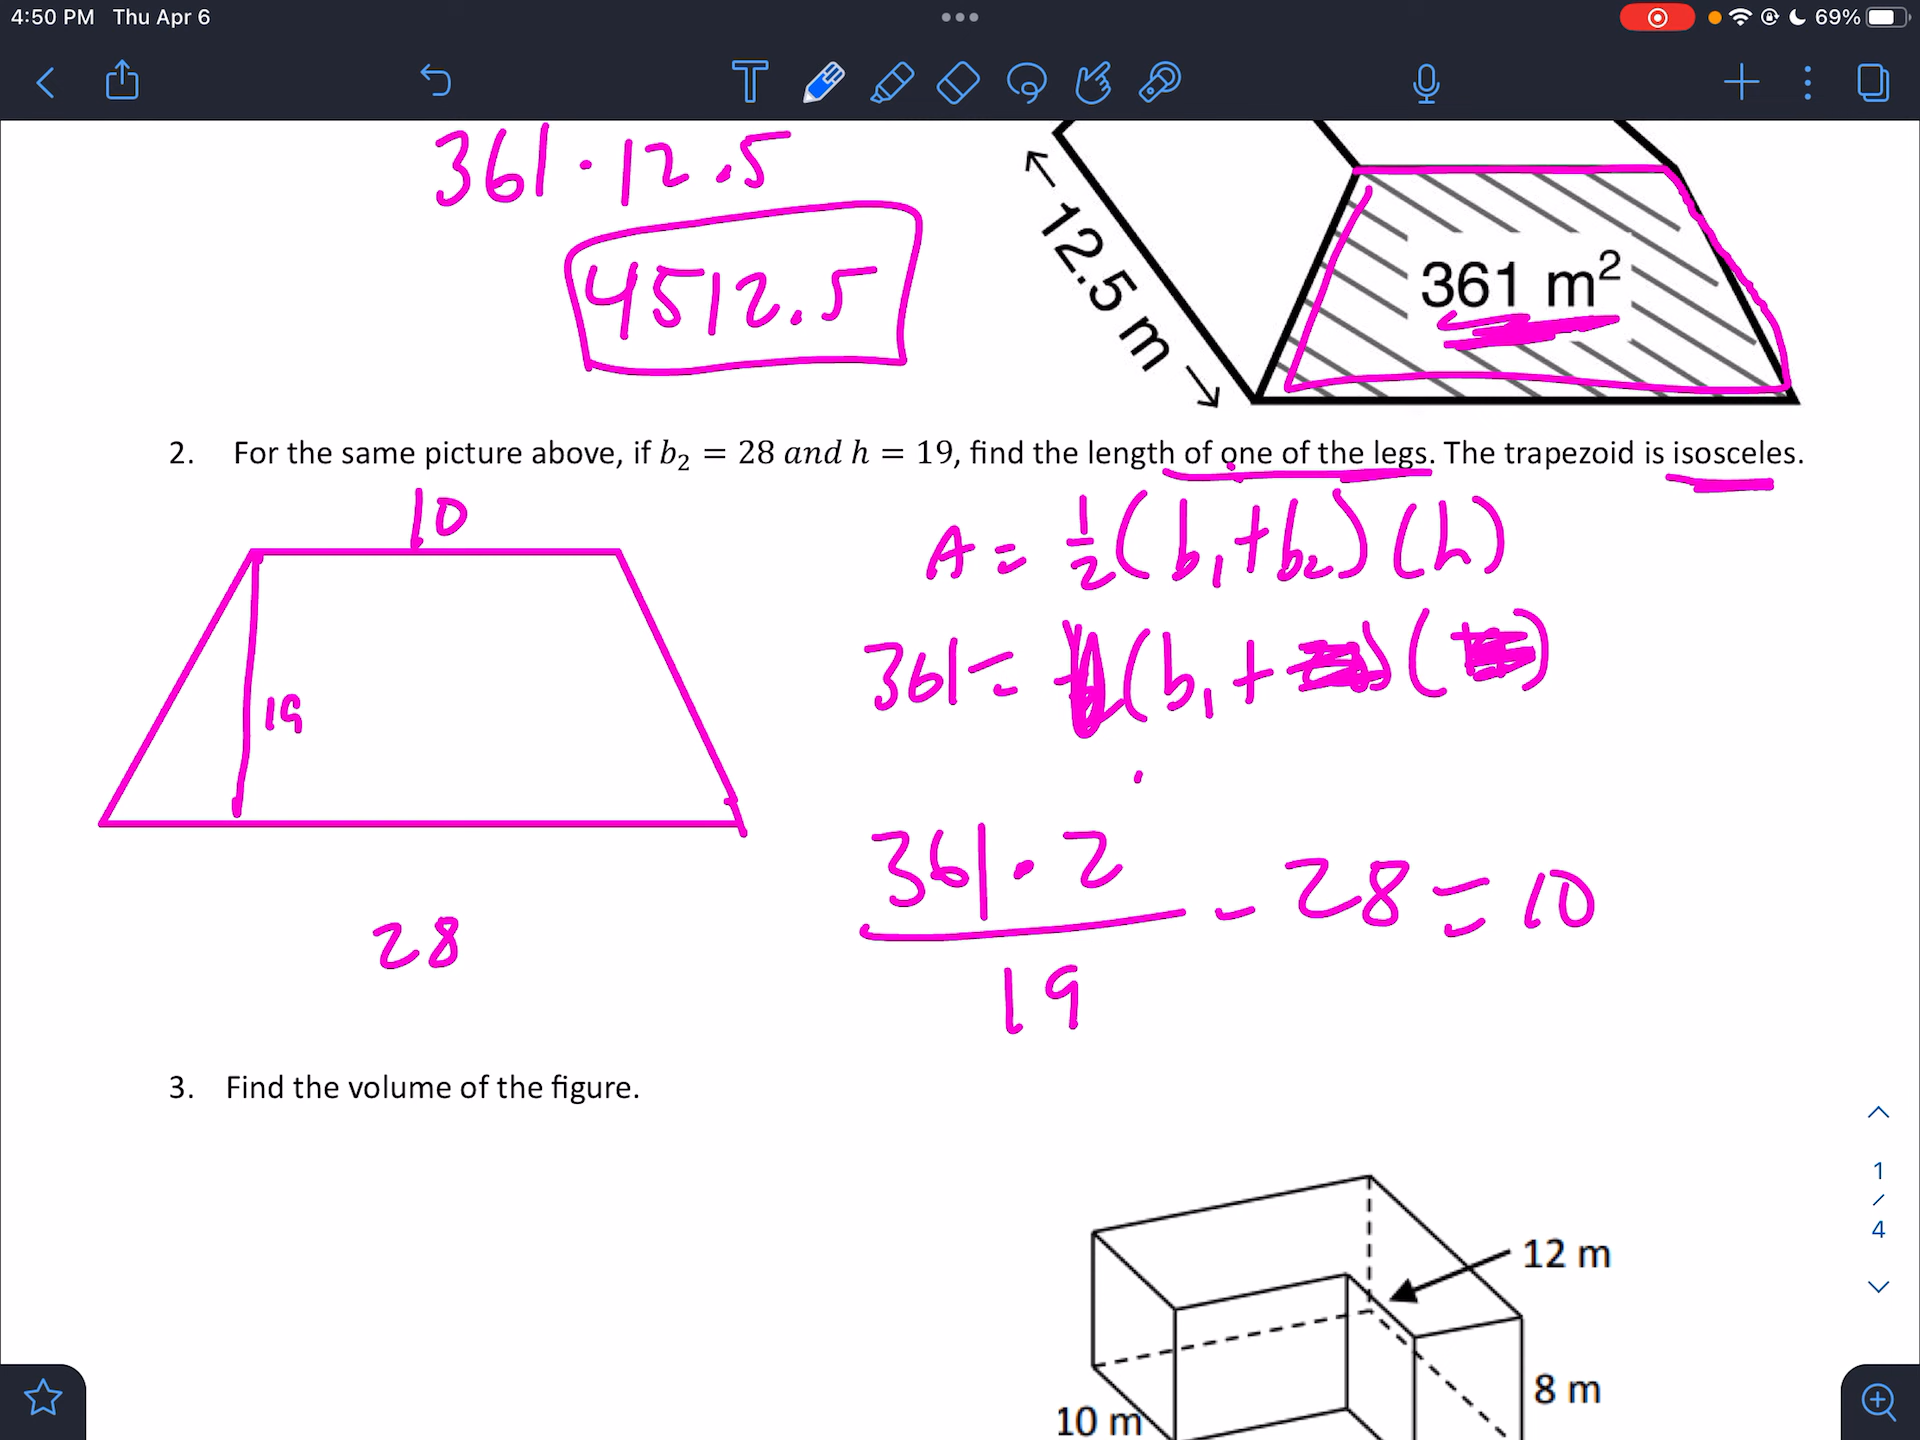 4:50 PM Thu Apr 6
69%
361 · 12.5
4512.5
12.5 m
361 m²
2. For the same picture above, if b₂ = 28 and h = 19, find the length of one of the legs. The trapezoid is isosceles.
10
19
28
A = 1/2 (b₁ + b₂) (h)
361 = (b₁ + ) ( )
361 · 2 / 19 - 28 = 10
3. Find the volume of the figure.
12 m
8 m
10 m
1 / 4